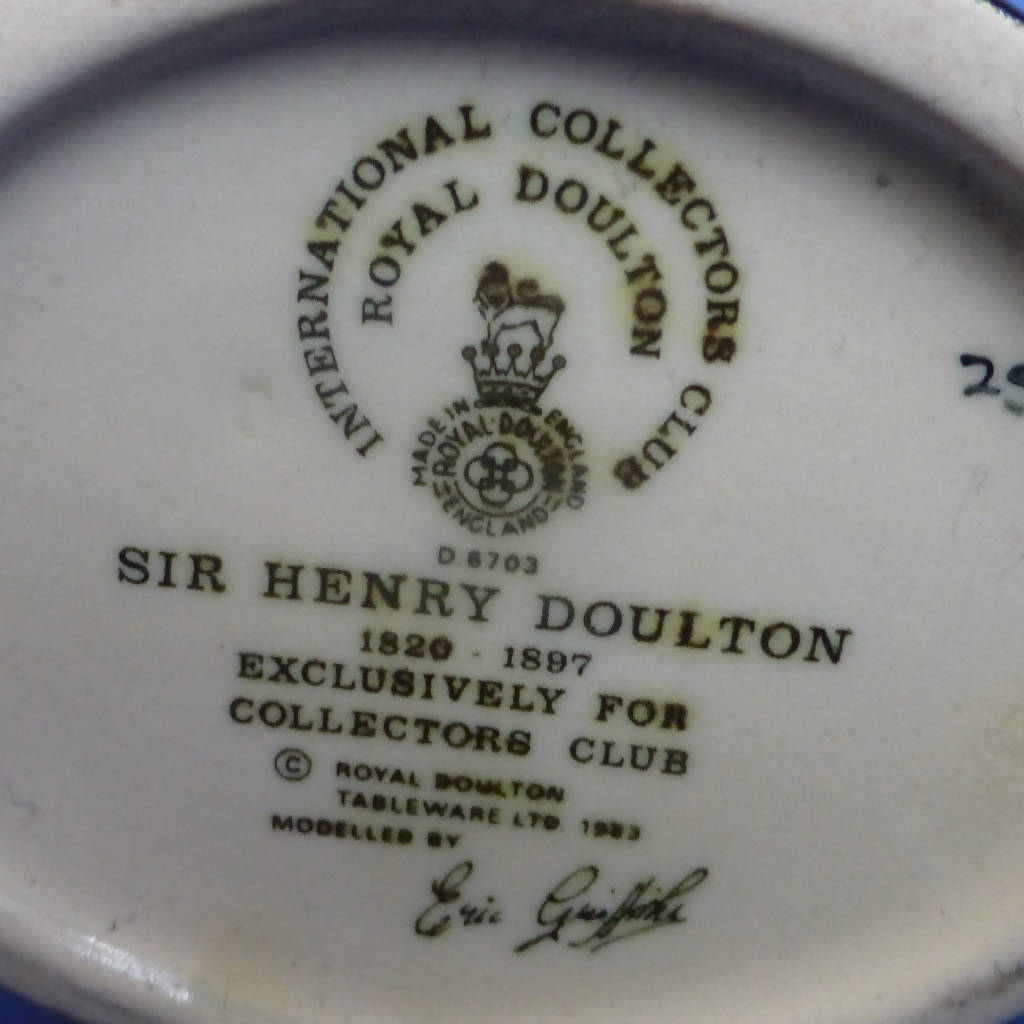 INTERNATIONAL COLLECTORS CLUB
ROYAL DOULTON
MADE IN ENGLAND
ROYAL DOULTON
ENGLAND
D.6703
SIR HENRY DOULTON
1820 - 1897
EXCLUSIVELY FOR
COLLECTORS CLUB
© ROYAL DOULTON
TABLEWARE LTD. 1983
MODELLED BY
Eric Griffiths